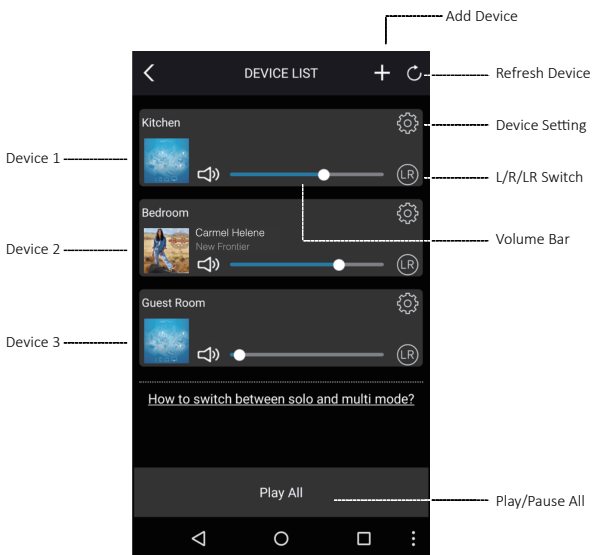 Add Device
DEVICE LIST
Refresh Device
Kitchen
Device Setting
Device 1
LR
L/R/LR Switch
Bedroom
Carmel Helene
New Frontier
Volume Bar
Device 2
LR
Guest Room
Device 3
LR
How to switch between solo and multi mode?
Play All
Play/Pause All